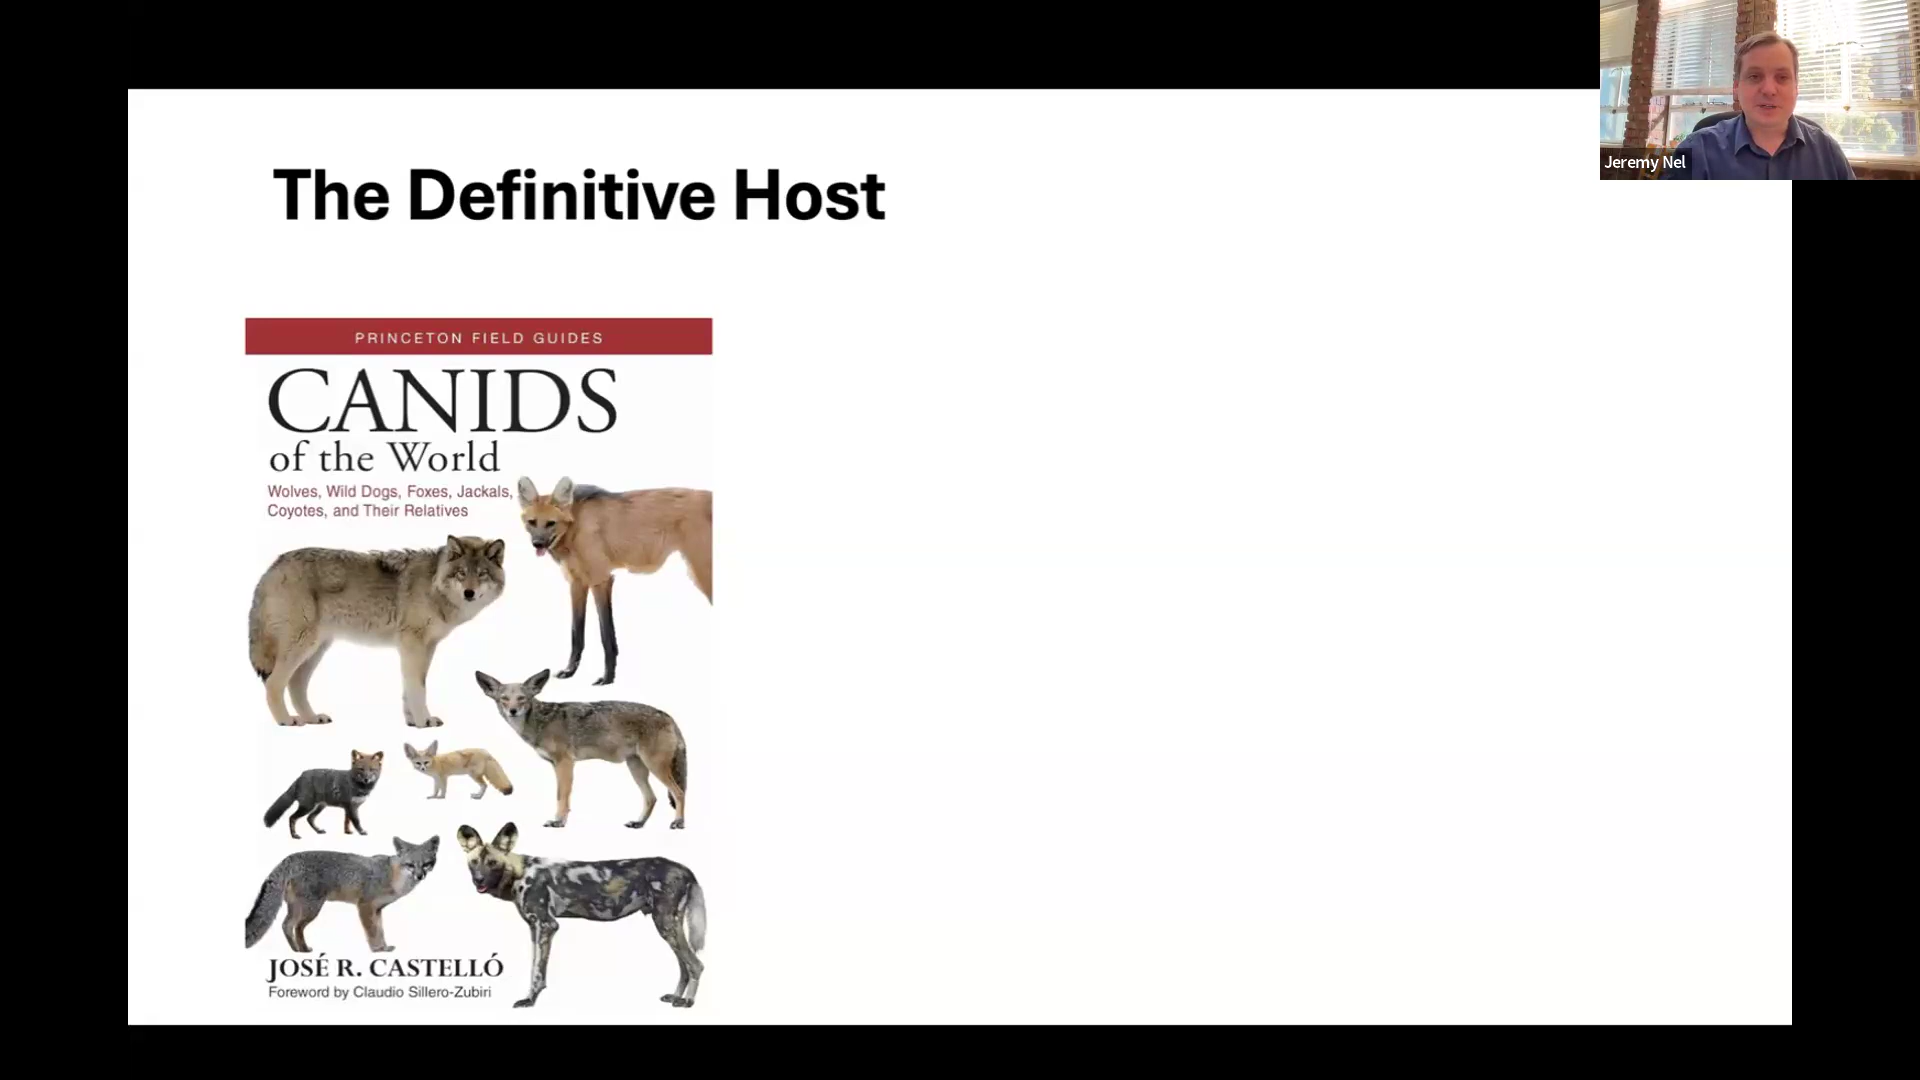 The Definitive Host
Jeremy Nel
PRINCETON FIELD GUIDES
CANIDS
of the World
Wolves, Wild Dogs, Foxes, Jackals,
Coyotes, and Their Relatives
JOSÉ R. CASTELLÓ
Foreword by Claudio Sillero-Zubiri